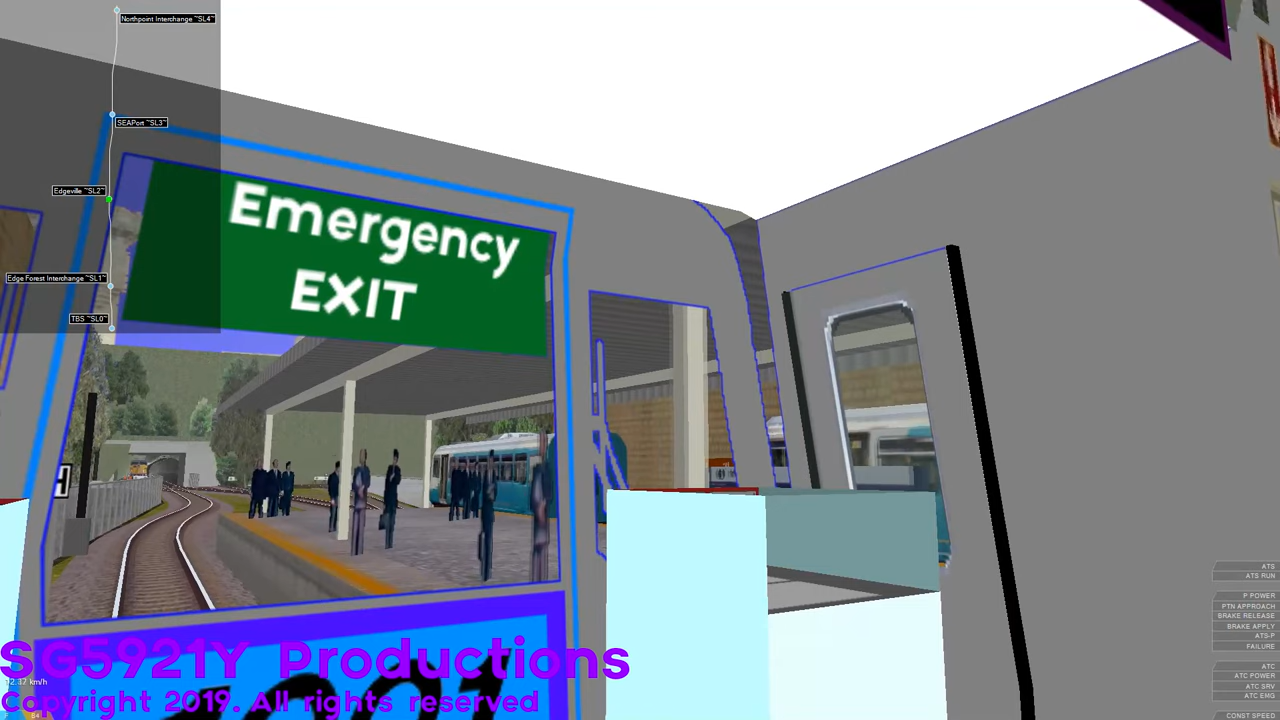 Northpoint Interchange ~SL4~
SEAPort ~SL3~
Edgeville ~SL2~
Edge Forest Interchange ~SL1~
TBS ~SL0~
Emergency
EXIT
ATS
ATS RUN
P POWER
PTN APPROACH
BRAKE RELEASE
BRAKE APPLY
ATS-P
FAILURE
ATC
ATC POWER
ATC SRV
ATC EMG
CONST SPEED
SG5921Y Productions
km/h
Copyright 2019. All rights reserved